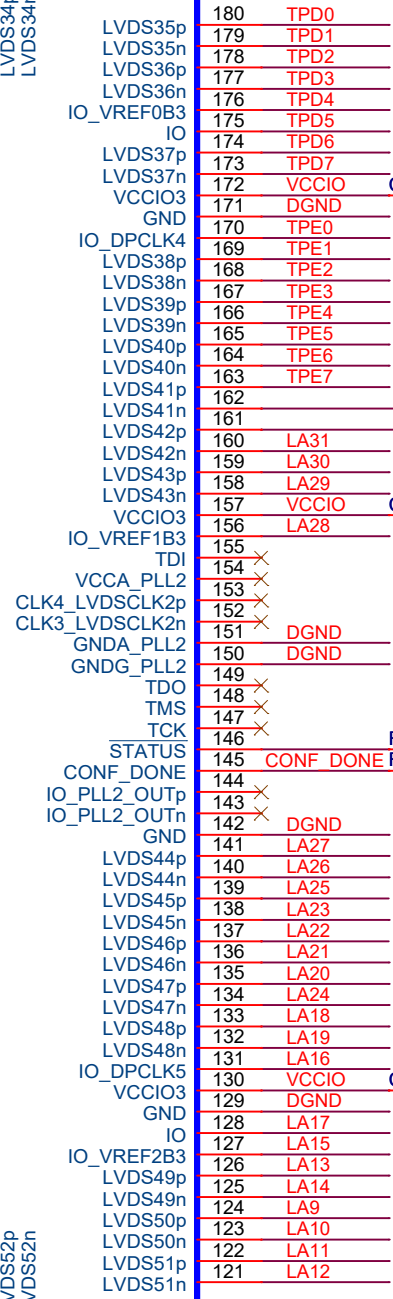 LVDS34p
LVDS34n
LVDS35p 180 TPD0
LVDS35n 179 TPD1
LVDS36p 178 TPD2
LVDS36n 177 TPD3
IO_VREF0B3 176 TPD4
IO 175 TPD5
LVDS37p 174 TPD6
LVDS37n 173 TPD7
VCCIO3 172 VCCIO
GND 171 DGND
IO_DPCLK4 170 TPE0
LVDS38p 169 TPE1
LVDS38n 168 TPE2
LVDS39p 167 TPE3
LVDS39n 166 TPE4
LVDS40p 165 TPE5
LVDS40n 164 TPE6
LVDS41p 163 TPE7
LVDS41n 162
LVDS42p 161
LVDS42n 160 LA31
LVDS43p 159 LA30
LVDS43n 158 LA29
VCCIO3 157 VCCIO
IO_VREF1B3 156 LA28
TDI 155
VCCA_PLL2 154
CLK4_LVDSCLK2p 153
CLK3_LVDSCLK2n 152
GNDA_PLL2 151 DGND
GNDG_PLL2 150 DGND
TDO 149
TMS 148
TCK 147
STATUS 146
CONF_DONE 145 CONF_DONE
IO_PLL2_OUTp 144
IO_PLL2_OUTn 143
GND 142 DGND
LVDS44p 141 LA27
LVDS44n 140 LA26
LVDS45p 139 LA25
LVDS45n 138 LA23
LVDS46p 137 LA22
LVDS46n 136 LA21
LVDS47p 135 LA20
LVDS47n 134 LA24
LVDS48p 133 LA18
LVDS48n 132 LA19
IO_DPCLK5 131 LA16
VCCIO3 130 VCCIO
GND 129 DGND
IO 128 LA17
IO_VREF2B3 127 LA15
LVDS49p 126 LA13
LVDS49n 125 LA14
LVDS50p 124 LA9
LVDS50n 123 LA10
LVDS51p 122 LA11
LVDS51n 121 LA12
VDS52p
VDS52n